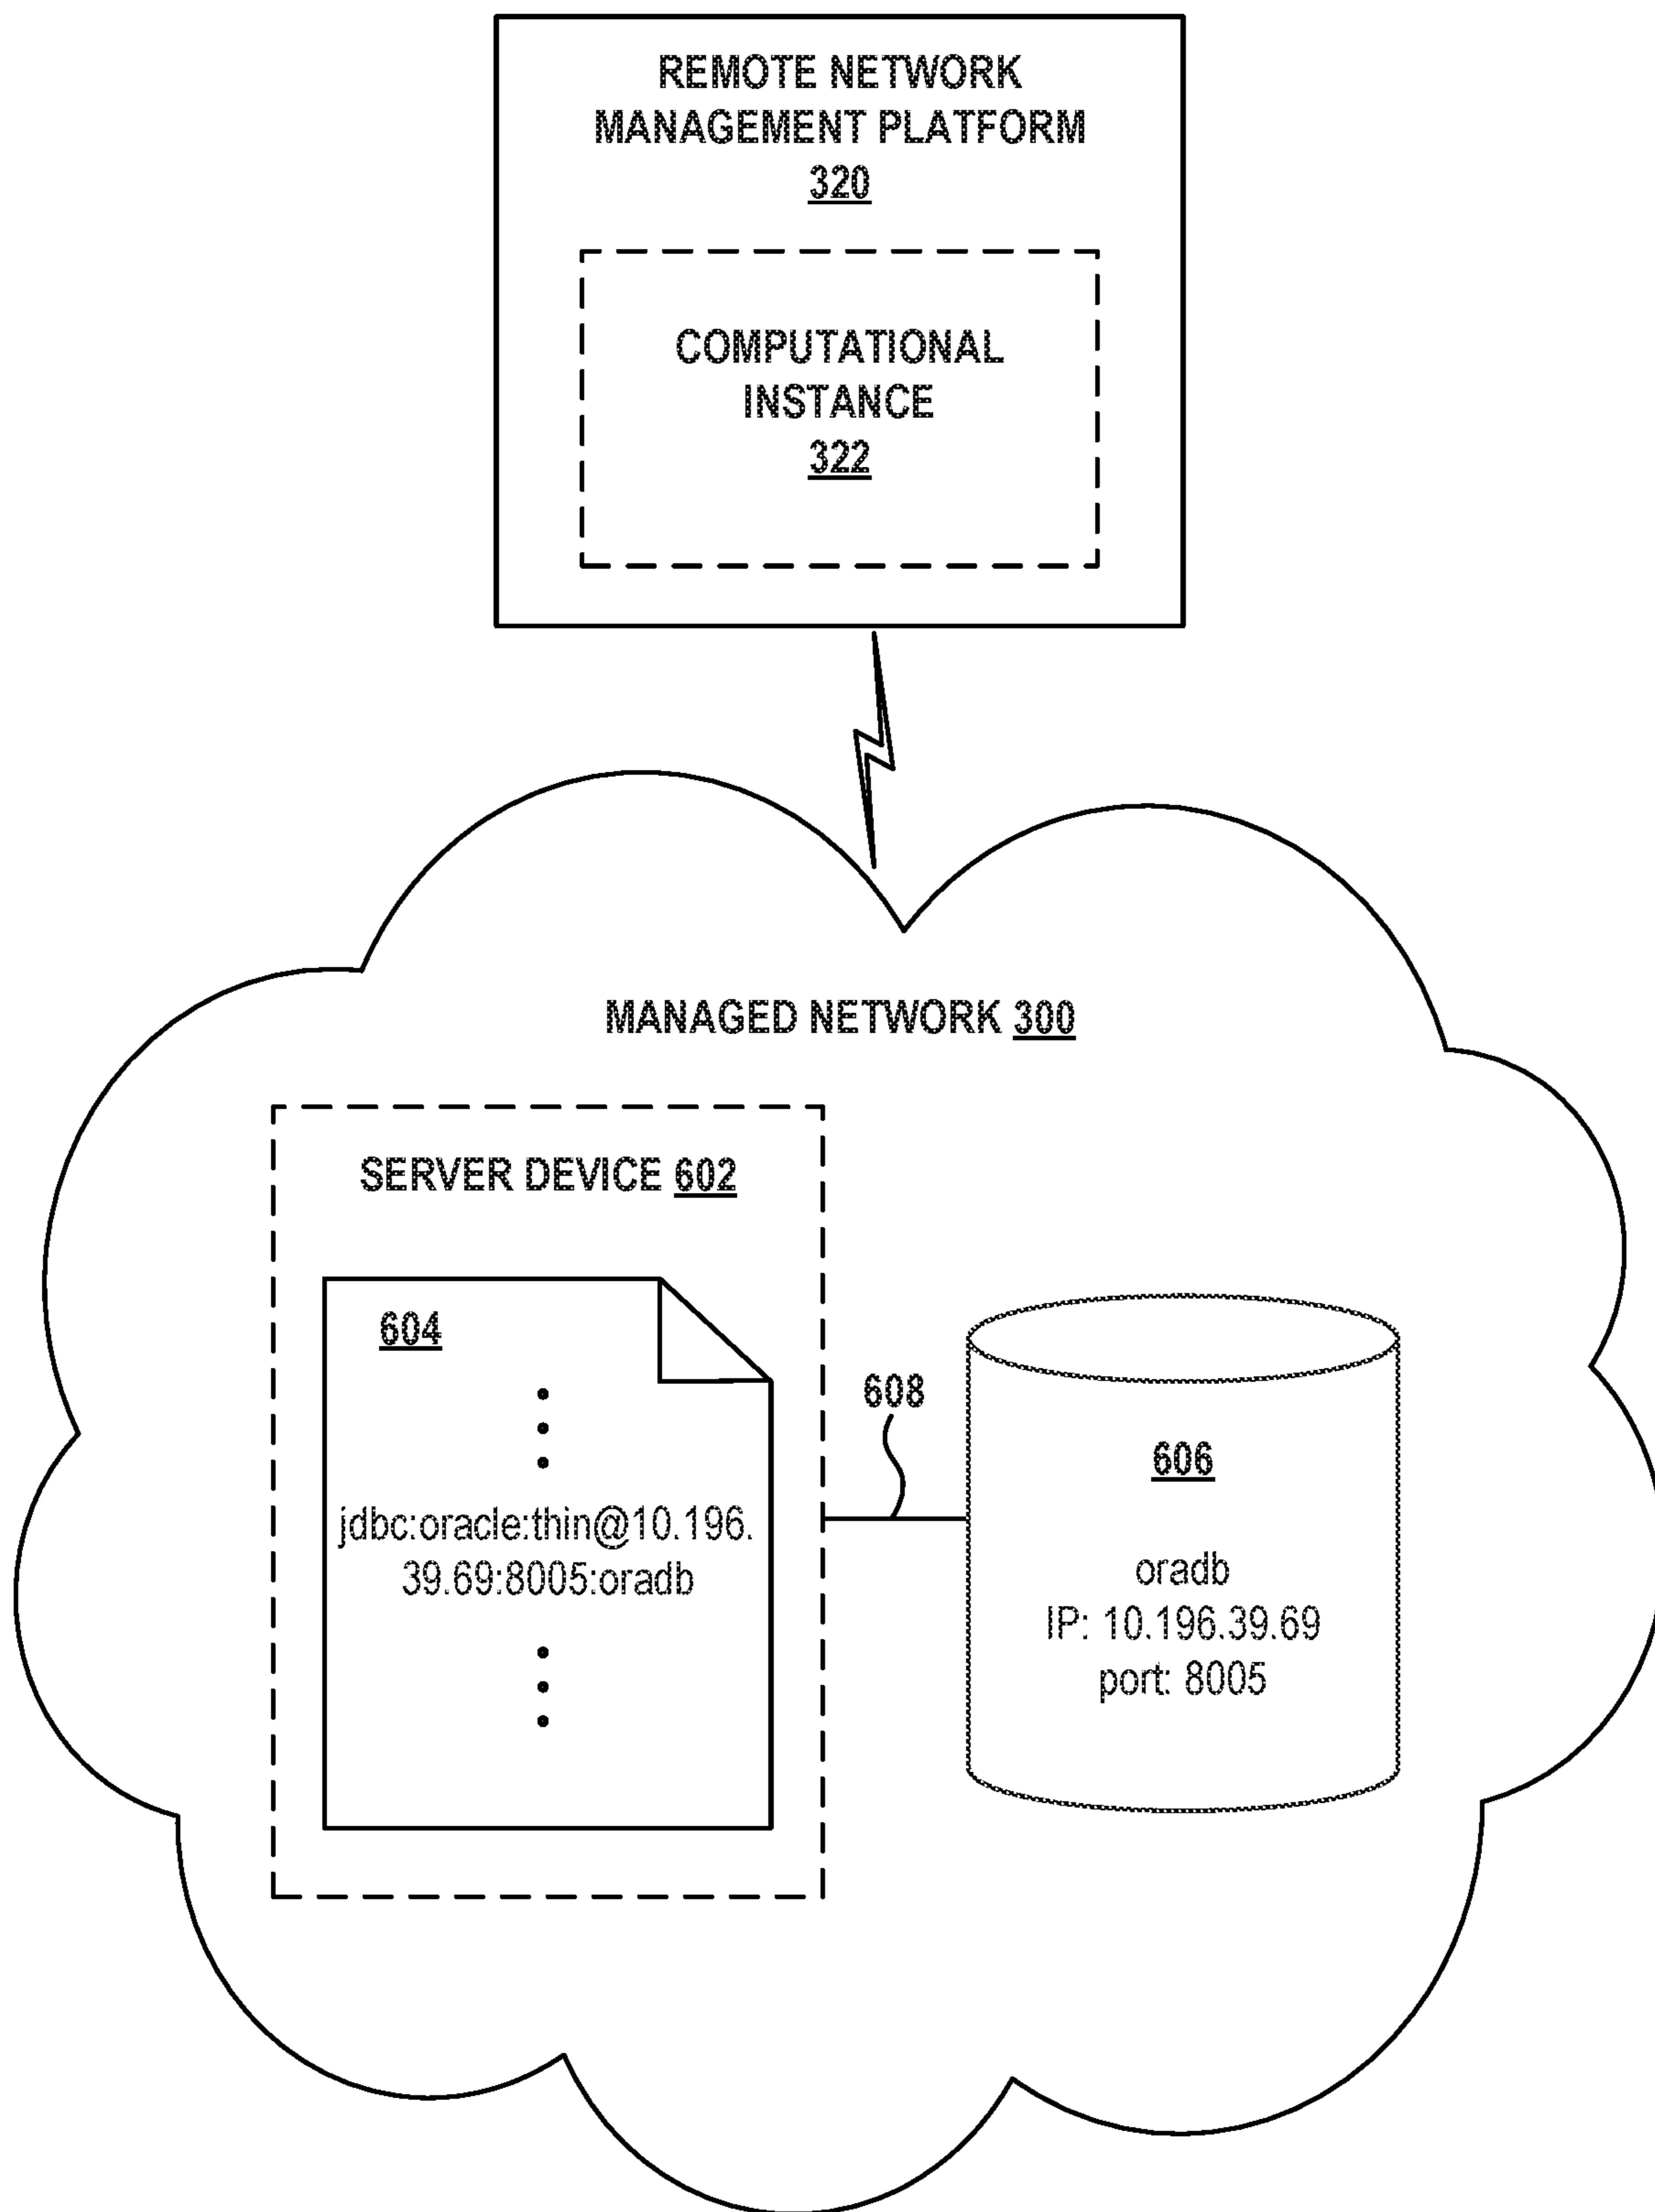 REMOTE NETWORK
MANAGEMENT PLATFORM
320
COMPUTATIONAL
INSTANCE
322
MANAGED NETWORK 300
SERVER DEVICE 602
604
jdbc:oracle:thin@10.196.
39.69:8005:oradb
608
606
oradb
IP: 10.196.39.69
port: 8005